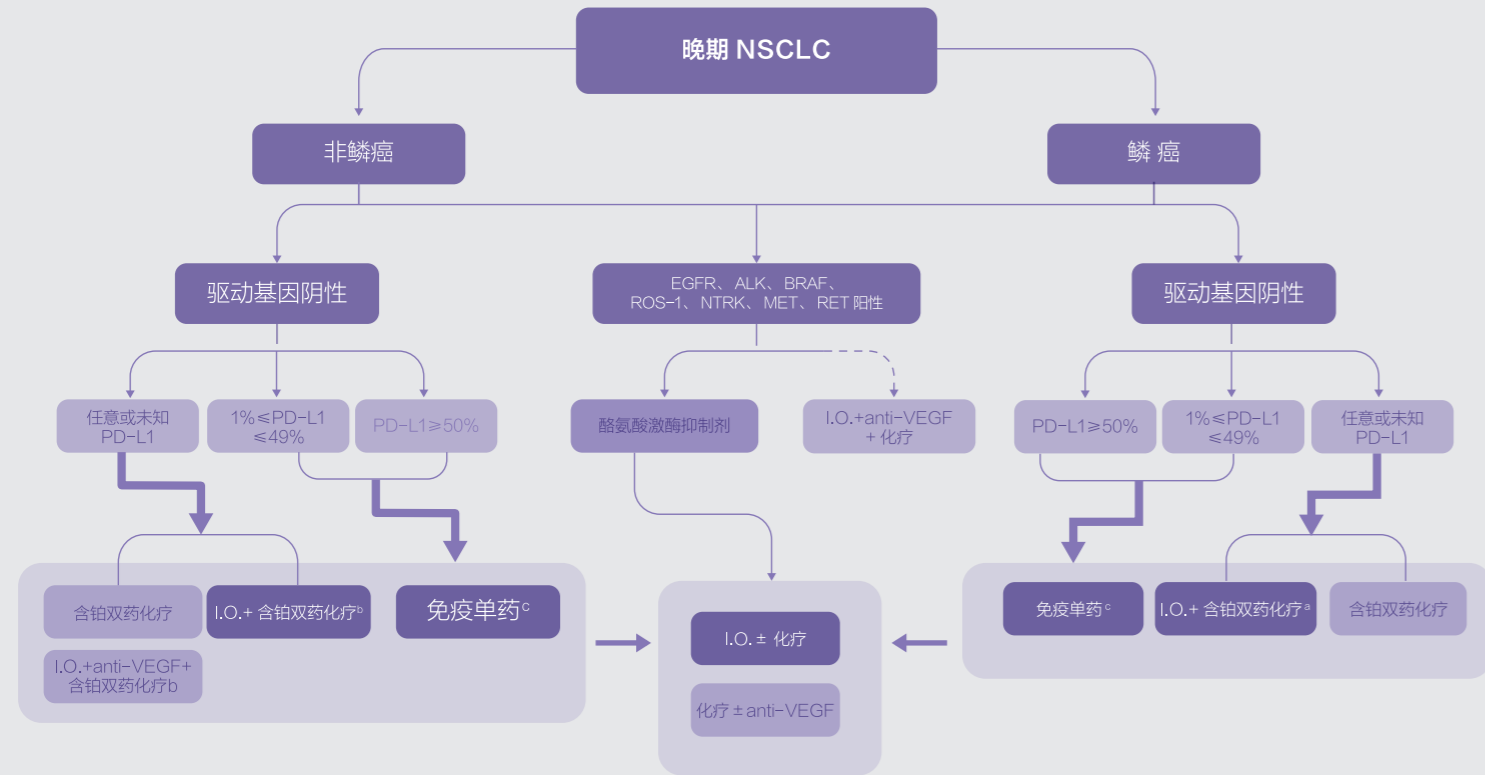 晚期 NSCLC
非鳞癌
鳞 癌
驱动基因阴性
EGFR、ALK、BRAF、
ROS-1、NTRK、MET、RET 阳性
驱动基因阴性
任意或未知
PD-L1
1%≤PD-L1
≤49%
PD-L1≥50%
酪氨酸激酶抑制剂
I.O.+anti-VEGF
+ 化疗
PD-L1≥50%
1%≤PD-L1
≤49%
任意或未知
PD-L1
含铂双药化疗
I.O.+ 含铂双药化疗b
免疫单药c
I.O.+anti-VEGF+
含铂双药化疗b
I.O. ± 化疗
化疗 ± anti-VEGF
免疫单药c
I.O.+ 含铂双药化疗a
含铂双药化疗